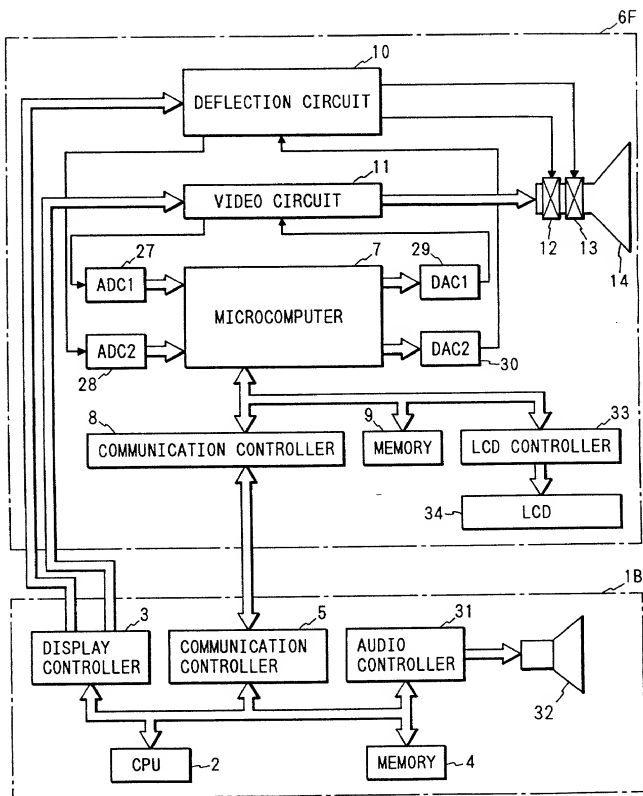 6F
10
DEFLECTION CIRCUIT
11
VIDEO CIRCUIT
12
13
14
27
ADC1
7
MICROCOMPUTER
29
DAC1
ADC2
28
DAC2
30
8
COMMUNICATION CONTROLLER
9
MEMORY
33
LCD CONTROLLER
34
LCD
1B
3
DISPLAY
CONTROLLER
5
COMMUNICATION
CONTROLLER
31
AUDIO
CONTROLLER
32
CPU
2
MEMORY
4